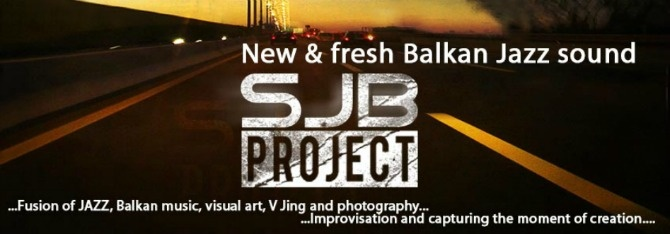 New & fresh Balkan Jazz sound
SJB
PROJECT
...Fusion of JAZZ, Balkan music, visual art, V Jing and photography...
...Improvisation and capturing the moment of creation....